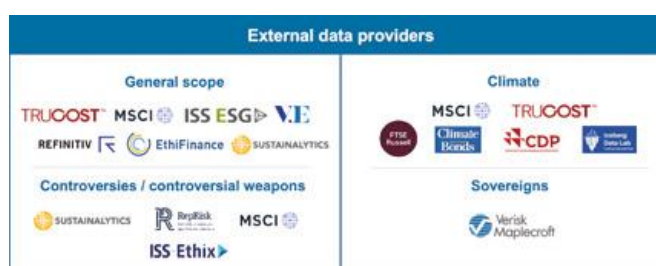 External data providers
General scope
TRUCOST MSCI ISS ESG V.E
REFINITIV EthiFinance SUSTAINALYTICS
Controversies / controversial weapons
SUSTAINALYTICS RepRisk MSCI
ISS Ethix
Climate
MSCI TRUCOST
FTSE Russell Climate Bonds CDP Iceberg Data Lab
Sovereigns
Verisk
Maplecroft